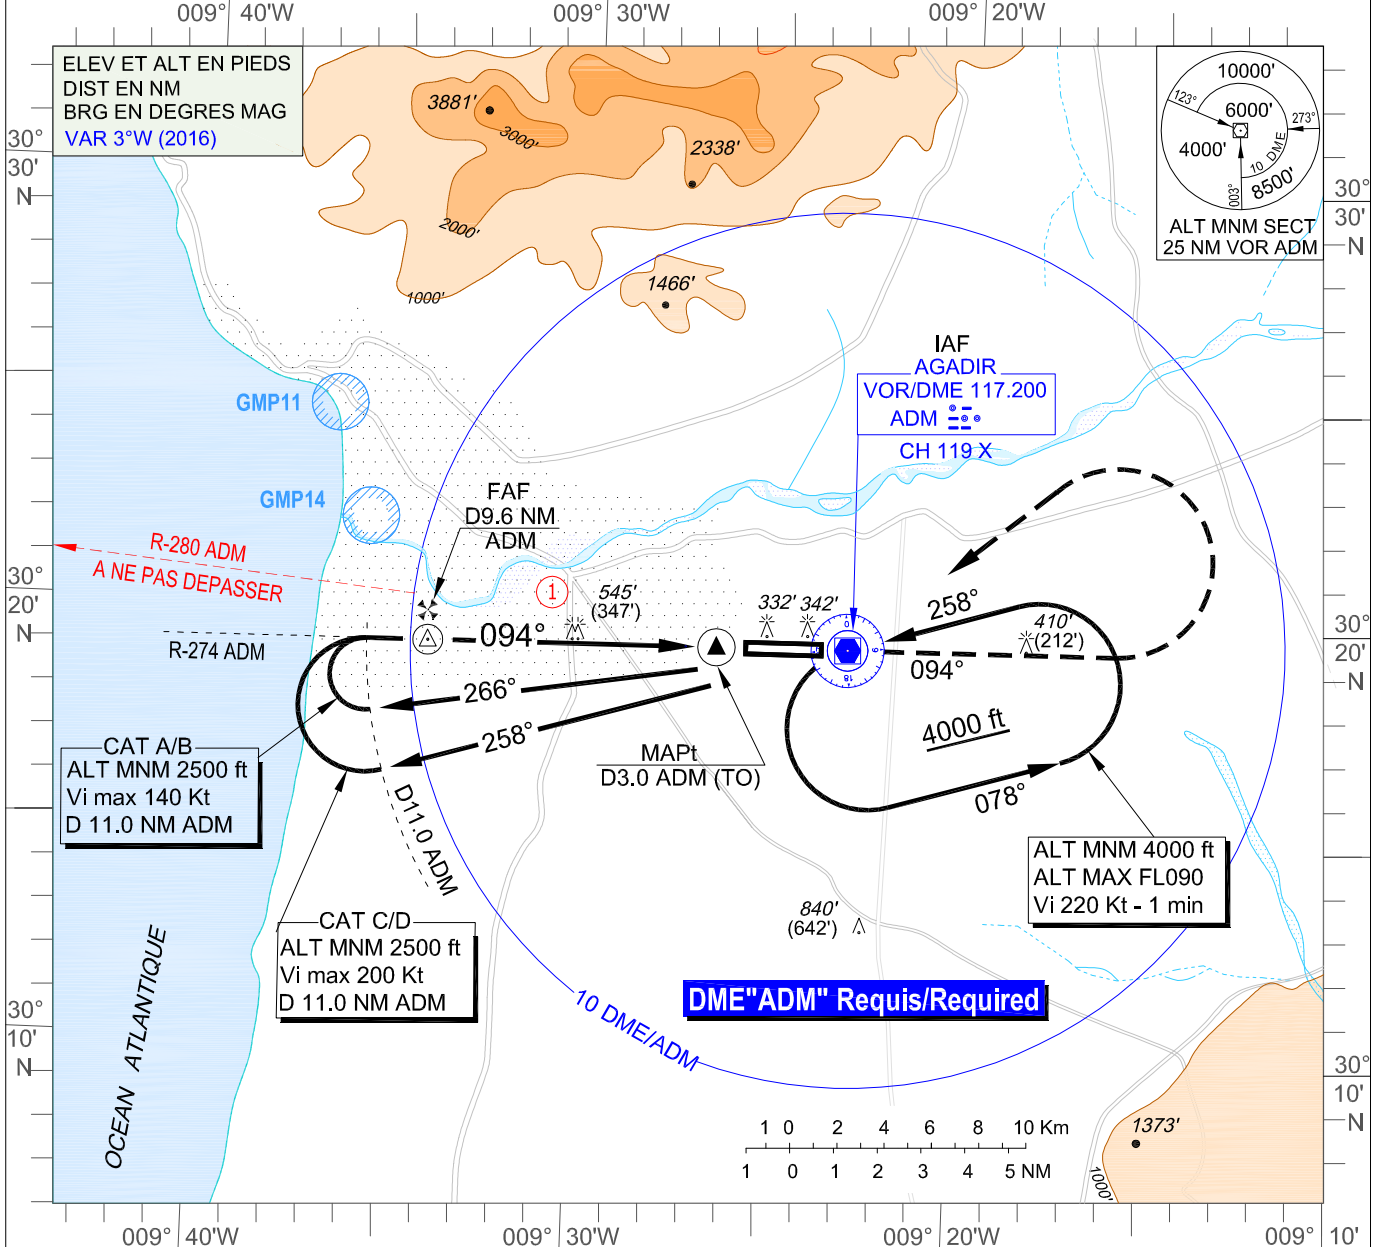 009° 40'W
009° 30'W
009° 20'W
ELEV ET ALT EN PIEDS
DIST EN NM
BRG EN DEGRES MAG
VAR 3°W (2016)
10000'
123°
6000'
273°
4000'
10 DME
003°
8500'
ALT MNM SECT
25 NM VOR ADM
30°
30'
N
30°
30'
N
3881'
3000'
2338'
2000'
1000'
1466'
GMP11
GMP14
IAF
AGADIR
VOR/DME 117.200
ADM
CH 119 X
FAF
D9.6 NM
ADM
R-280 ADM
A NE PAS DEPASSER
1
545'
(347')
332'
342'
0
9
18
258°
410'
(212')
30°
20'
N
30°
20'
N
R-274 ADM
094°
094°
266°
258°
4000 ft
078°
MAPt
D3.0 ADM (TO)
CAT A/B
ALT MNM 2500 ft
Vi max 140 Kt
D 11.0 NM ADM
D11.0 ADM
ALT MNM 4000 ft
ALT MAX FL090
Vi 220 Kt - 1 min
CAT C/D
ALT MNM 2500 ft
Vi max 200 Kt
D 11.0 NM ADM
840'
(642')
OCEAN ATLANTIQUE
DME"ADM" Requis/Required
10 DME/ADM
30°
10'
N
30°
10'
N
1 0 2 4 6 8 10 Km
1 0 1 2 3 4 5 NM
1373'
1000'
009° 40'W
009° 30'W
009° 20'W
009° 10'